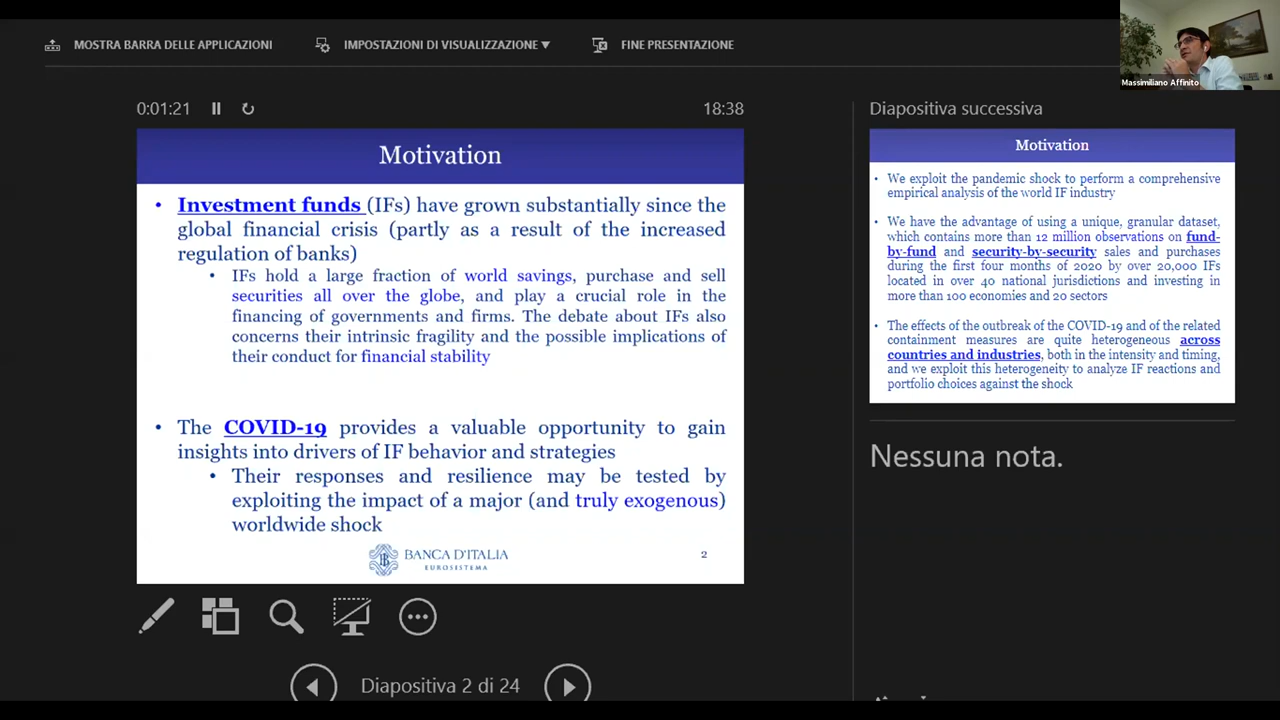 MOSTRA BARRA DELLE APPLICAZIONI
IMPOSTAZIONI DI VISUALIZZAZIONE ▼
FINE PRESENTAZIONE
Massimiliano Affinito
0:01:21
18:38
Motivation
• Investment funds (IFs) have grown substantially since the
global financial crisis (partly as a result of the increased
regulation of banks)
• IFs hold a large fraction of world savings, purchase and sell
securities all over the globe, and play a crucial role in the
financing of governments and firms. The debate about IFs also
concerns their intrinsic fragility and the possible implications of
their conduct for financial stability
• The COVID-19 provides a valuable opportunity to gain
insights into drivers of IF behavior and strategies
• Their responses and resilience may be tested by
exploiting the impact of a major (and truly exogenous)
worldwide shock
BANCA D'ITALIA
EUROSISTEMA
2
Diapositiva 2 di 24
Diapositiva successiva
Motivation
• We exploit the pandemic shock to perform a comprehensive
empirical analysis of the world IF industry
• We have the advantage of using a unique, granular dataset,
which contains more than 12 million observations on fund-
by-fund and security-by-security sales and purchases
during the first four months of 2020 by over 20,000 IFs
located in over 40 national jurisdictions and investing in
more than 100 economies and 20 sectors
• The effects of the outbreak of the COVID-19 and of the related
containment measures are quite heterogeneous across
countries and industries, both in the intensity and timing,
and we exploit this heterogeneity to analyze IF reactions and
portfolio choices against the shock
Nessuna nota.